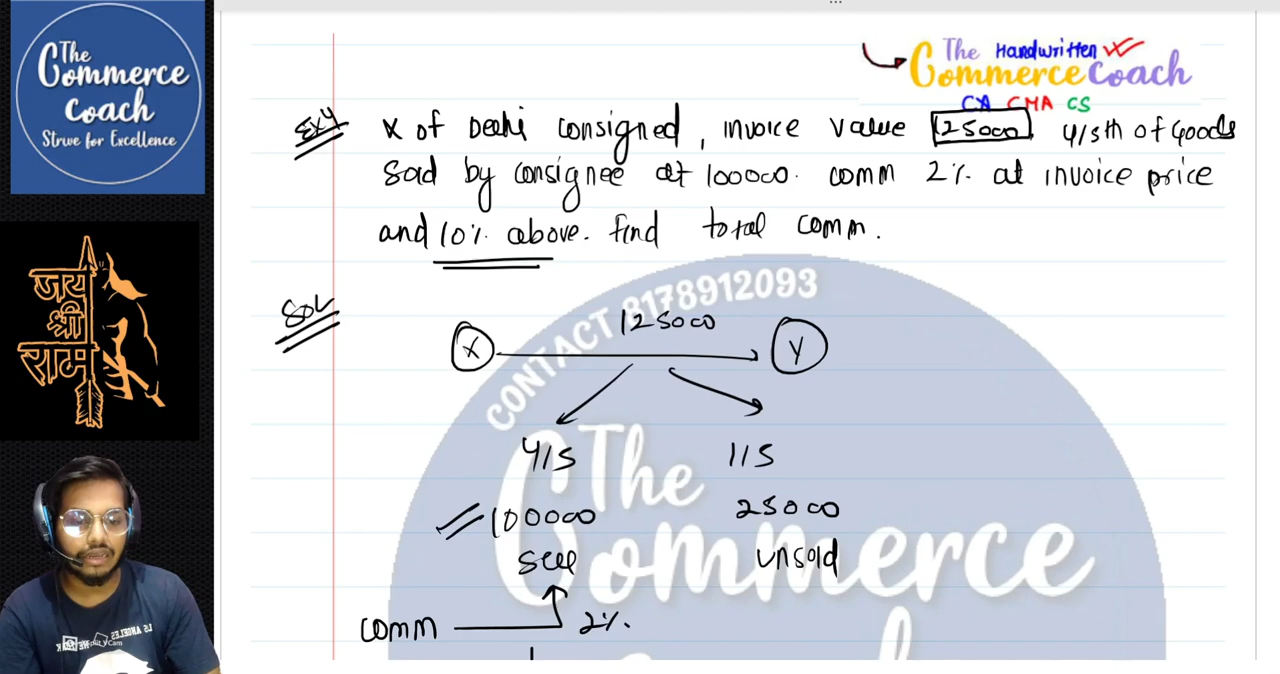 ...
The
Commerce
Coach
Strive for Excellence
The Handwritten
Commerce Coach
CA CMA CS
Ex4 X of Delhi consigned, invoice value 125000 4/5th of Goods
Sold by consignee at 100000. comm 2% at invoice price
and 10% above. find total comm.
जय
श्री
राम
Sol
CONTACT 8178912093
125000
X Y
4/5 1/5
The
100000 25000
Commerce
sell unsold
comm 2%.
LOS ANGELES